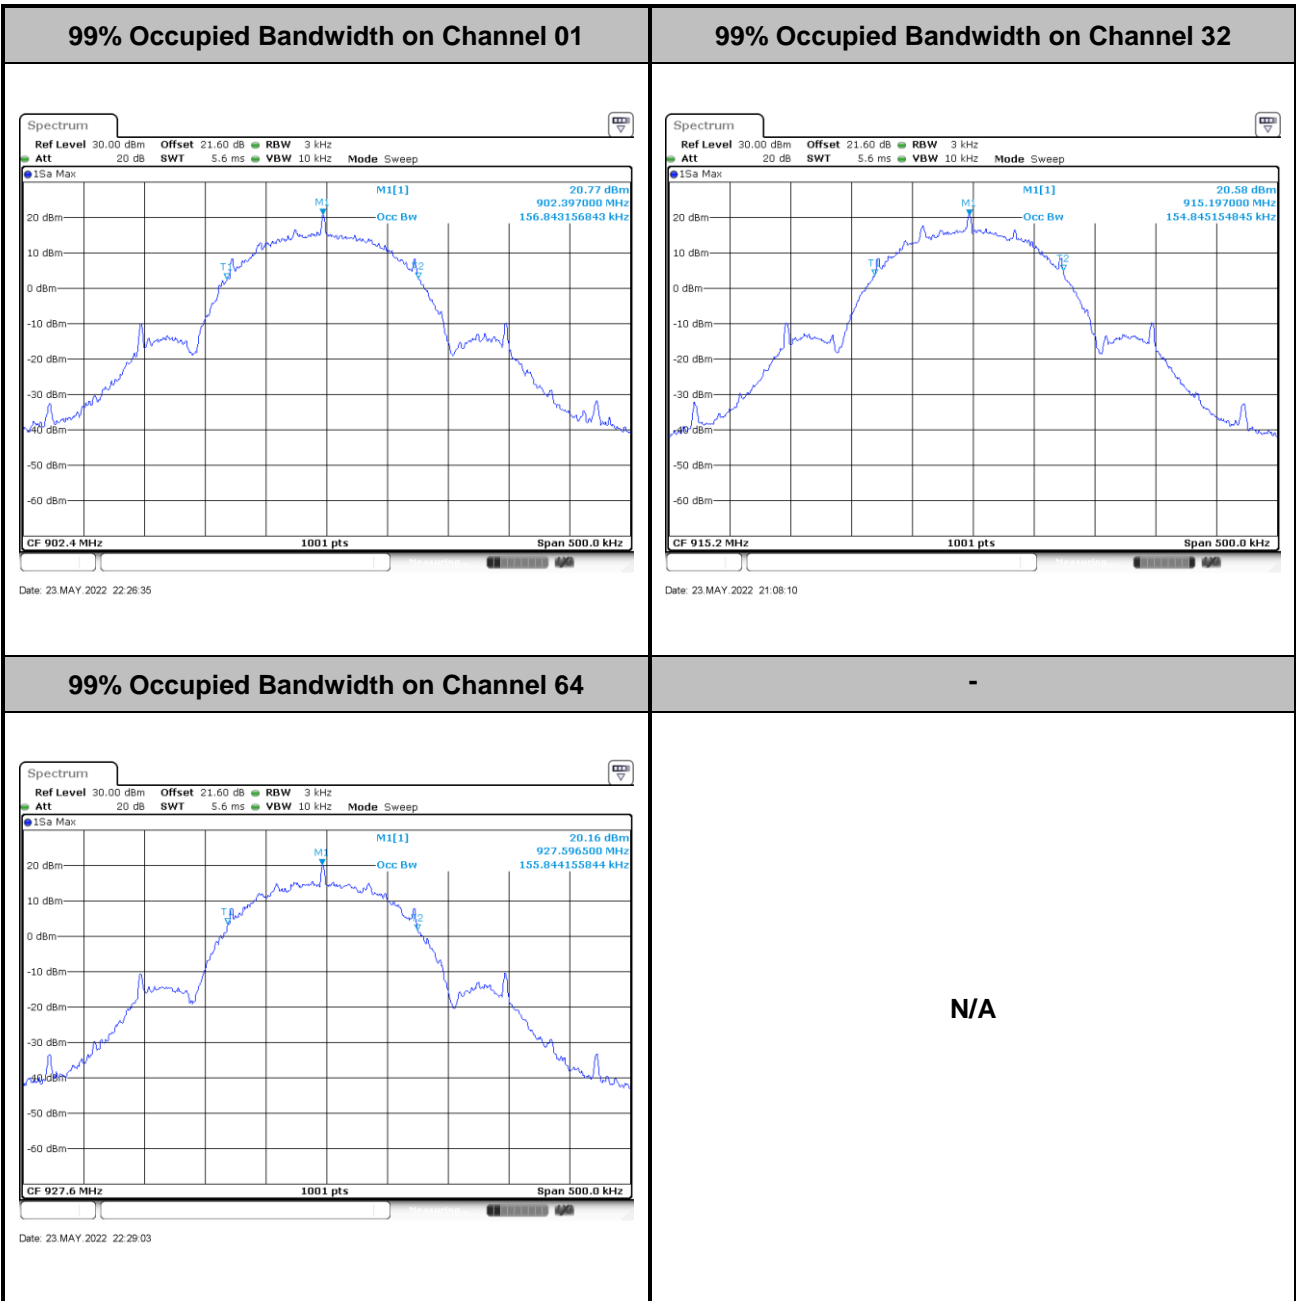 99% Occupied Bandwidth on Channel 01
99% Occupied Bandwidth on Channel 32
Spectrum
Ref Level 30.00 dBm Offset 21.60 dB RBW 3 kHz
Att 20 dB SWT 5.6 ms VBW 10 kHz Mode Sweep
1Sa Max
M1[1] 20.77 dBm
902.397000 MHz
Occ Bw 156.843156843 kHz
M1
20 dBm
10 dBm
T1
T2
0 dBm
-10 dBm
-20 dBm
-30 dBm
-40 dBm
-50 dBm
-60 dBm
CF 902.4 MHz 1001 pts Span 500.0 kHz
Measuring...
Date: 23.MAY.2022 22:26:35
Spectrum
Ref Level 30.00 dBm Offset 21.60 dB RBW 3 kHz
Att 20 dB SWT 5.6 ms VBW 10 kHz Mode Sweep
1Sa Max
M1[1] 20.58 dBm
915.197000 MHz
Occ Bw 154.845154845 kHz
M1
20 dBm
10 dBm
T1
T2
0 dBm
-10 dBm
-20 dBm
-30 dBm
-40 dBm
-50 dBm
-60 dBm
CF 915.2 MHz 1001 pts Span 500.0 kHz
Measuring...
Date: 23.MAY.2022 21:08:10
99% Occupied Bandwidth on Channel 64
-
Spectrum
Ref Level 30.00 dBm Offset 21.60 dB RBW 3 kHz
Att 20 dB SWT 5.6 ms VBW 10 kHz Mode Sweep
1Sa Max
M1[1] 20.16 dBm
927.596500 MHz
Occ Bw 155.844155844 kHz
M1
20 dBm
10 dBm
T1
T2
0 dBm
-10 dBm
-20 dBm
-30 dBm
-40 dBm
-50 dBm
-60 dBm
CF 927.6 MHz 1001 pts Span 500.0 kHz
Measuring...
Date: 23.MAY.2022 22:29:03
N/A